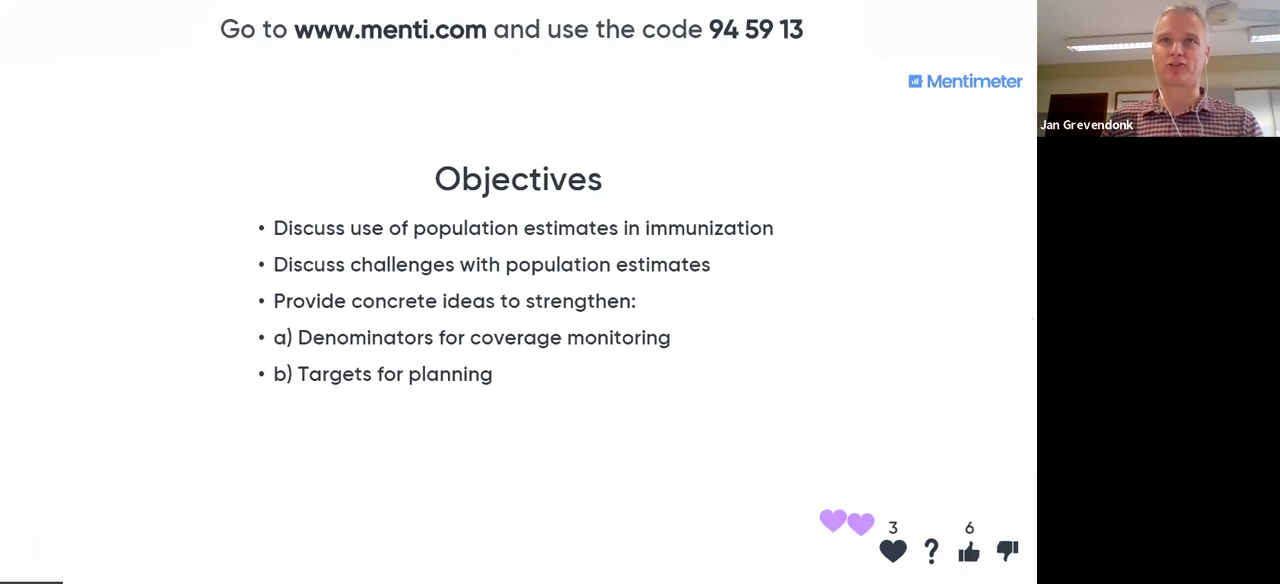 Go to www.menti.com and use the code 94 59 13
Mentimeter
Jan Grevendonk
Objectives
• Discuss use of population estimates in immunization
• Discuss challenges with population estimates
• Provide concrete ideas to strengthen:
• a) Denominators for coverage monitoring
• b) Targets for planning
3
6
?